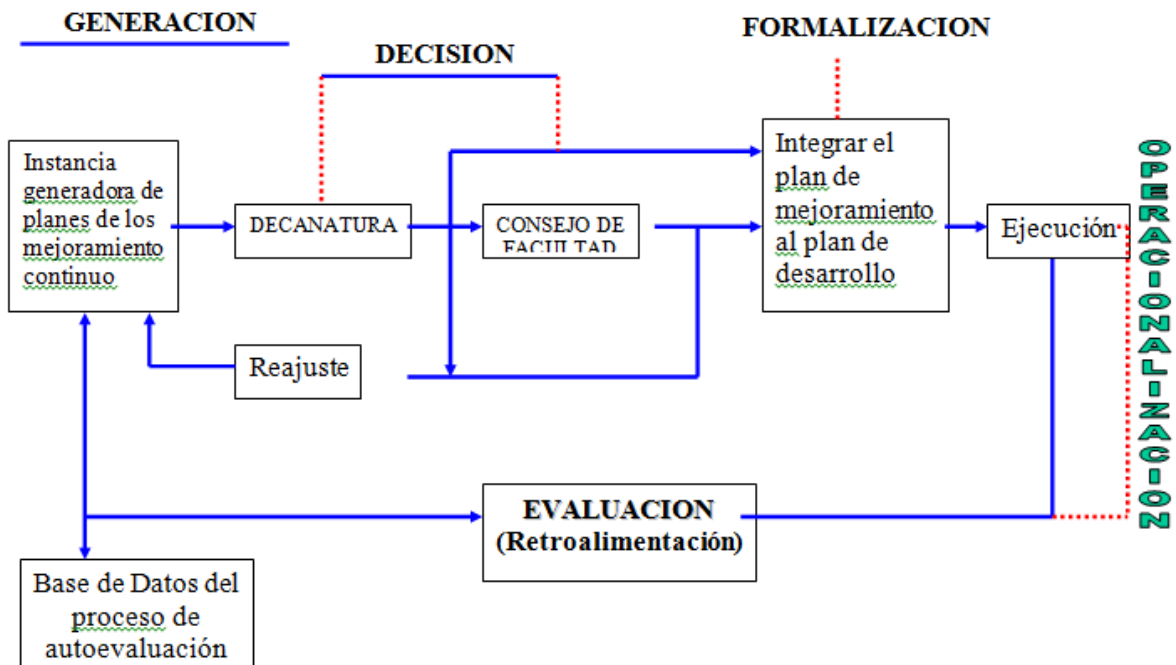 GENERACION
DECISION
FORMALIZACION
Instancia
generadora de
planes de los
mejoramiento
continuo
DECANATURA
CONSEJO DE
FACULTAD
Integrar el
plan de
mejoramiento
al plan de
desarrollo
Ejecución
OPERACIONALIZACION
Reajuste
EVALUACION
(Retroalimentación)
Base de Datos del
proceso de
autoevaluación